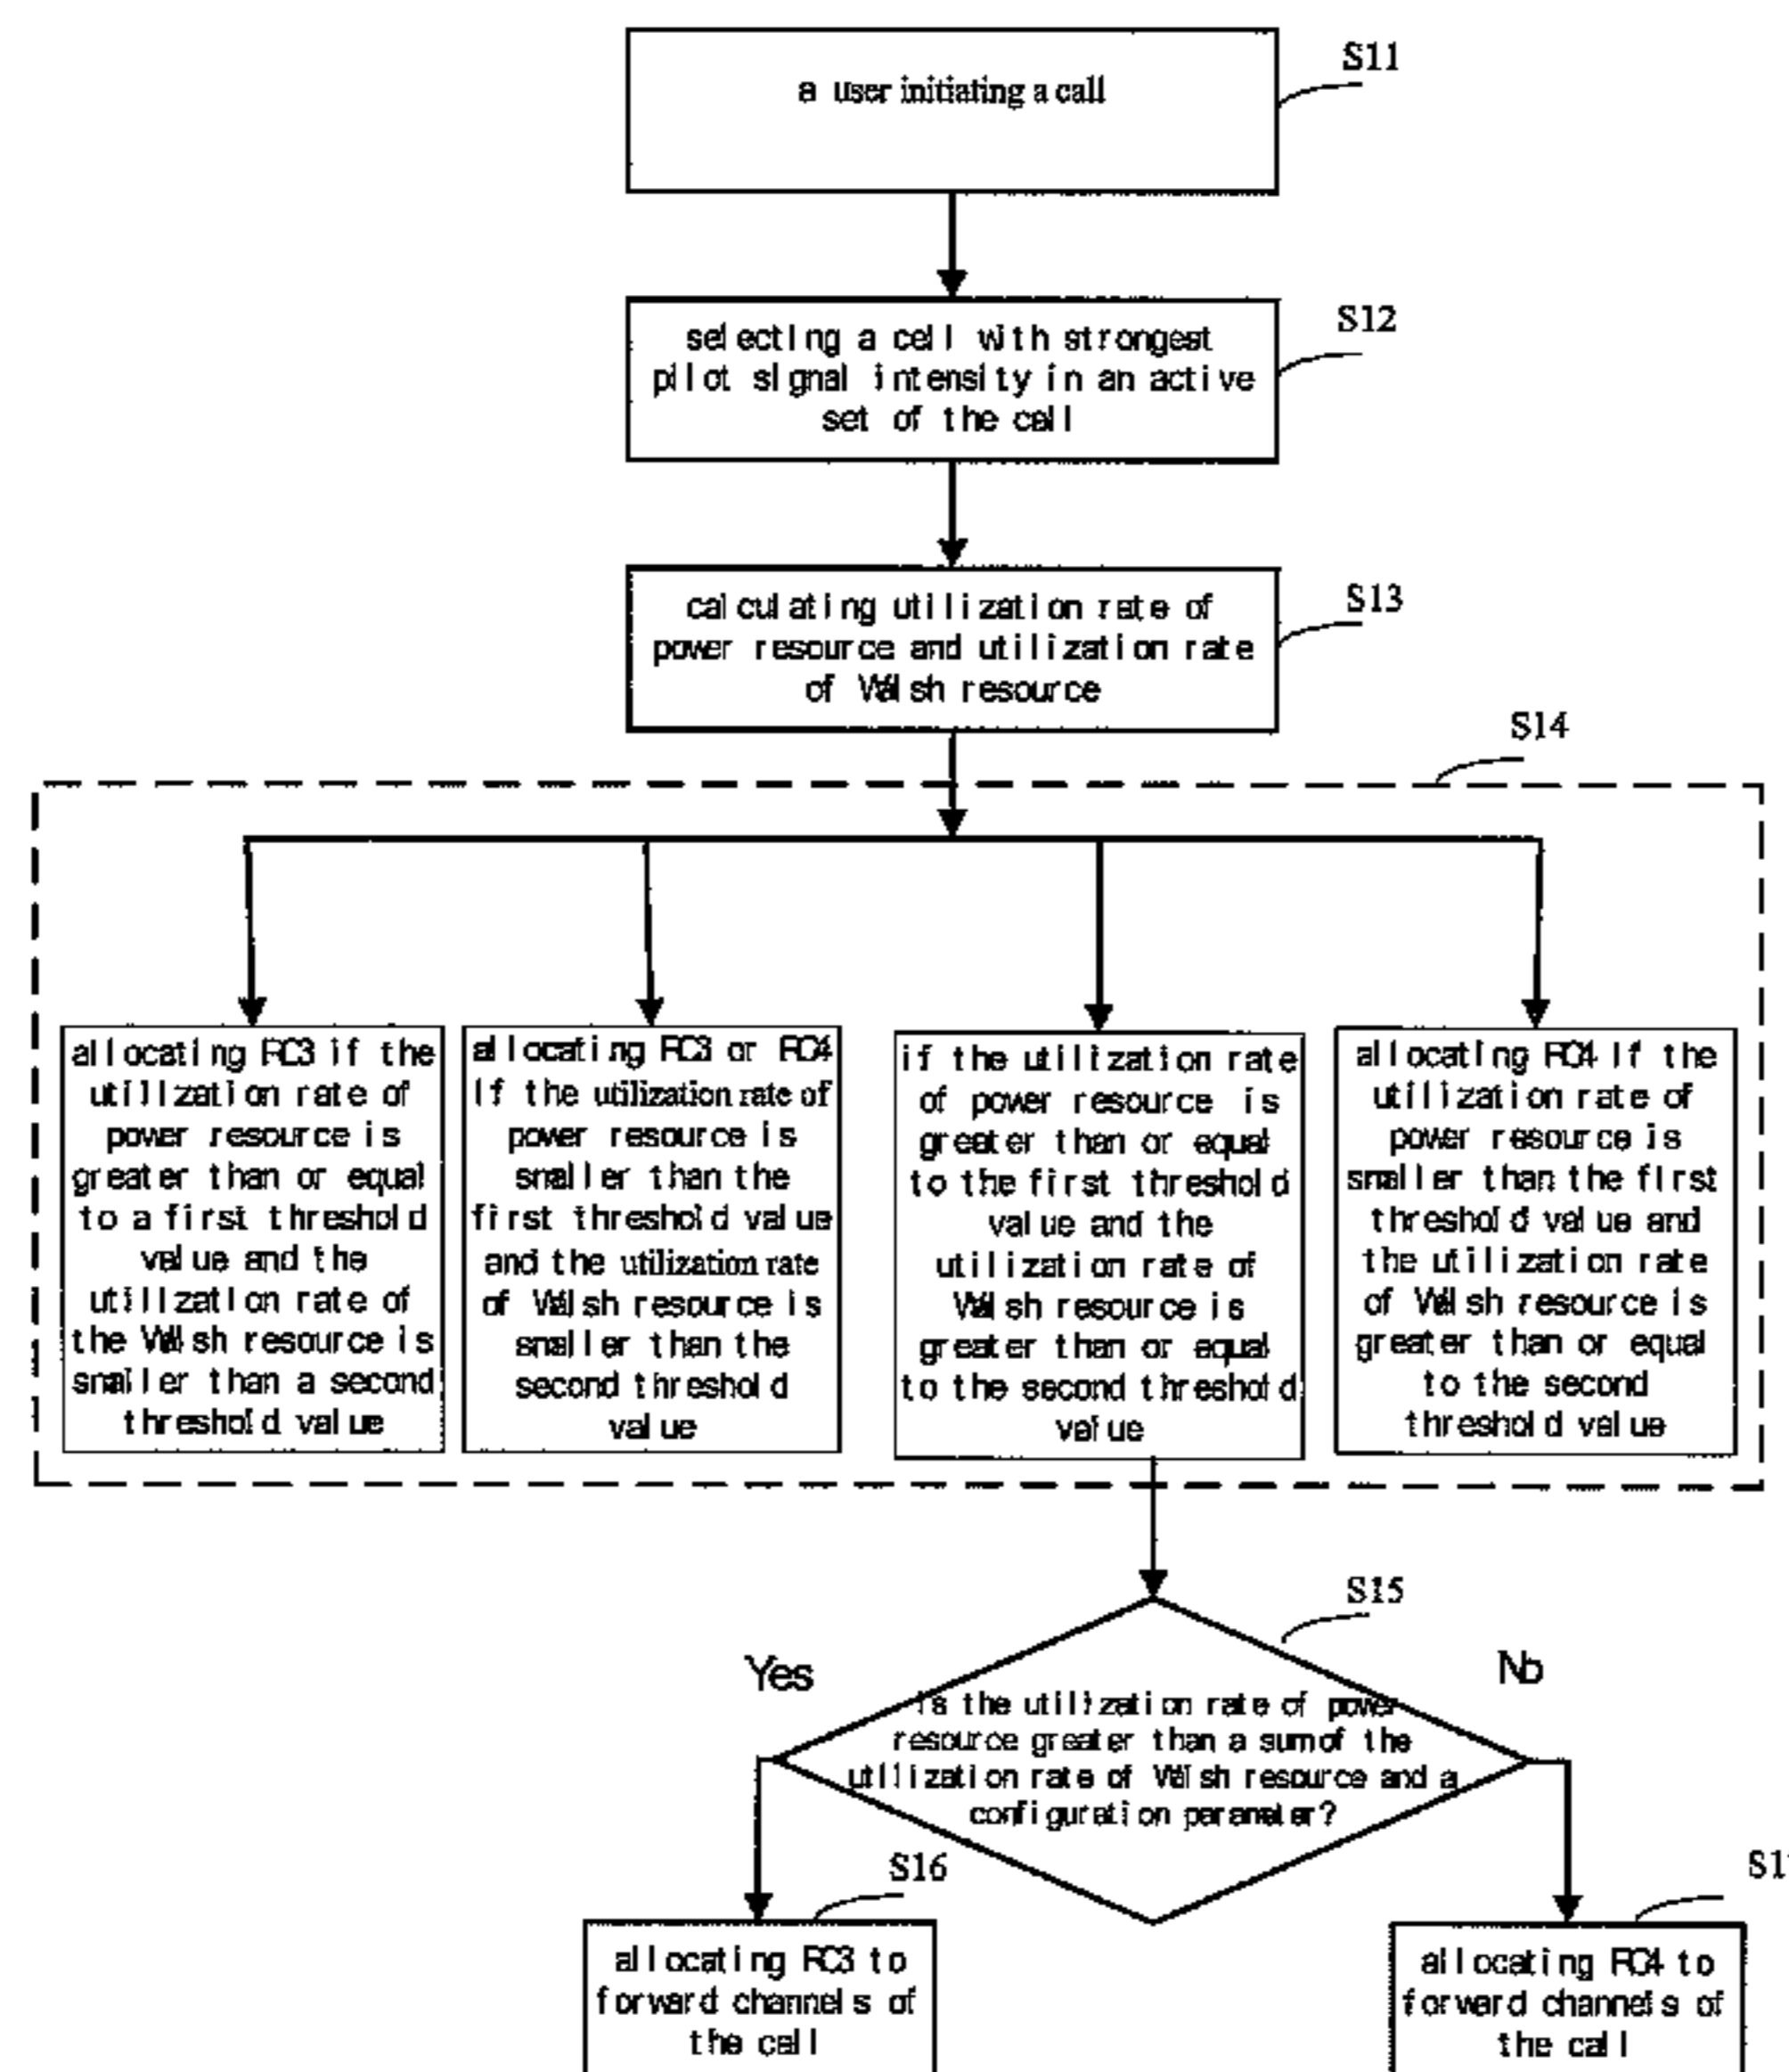 S11
a user initiating a call
S12
selecting a cell with strongest
pilot signal intensity in an active
set of the call
S13
calculating utilization rate of
power resource and utilization rate
of Walsh resource
S14
allocating RC3 if the
utilization rate of
power resource is
greater than or equal
to a first threshold
value and the
utilization rate of
the Walsh resource is
smaller than a second
threshold value
allocating RC3 or RC4
if the utilization rate of
power resource is
smaller than the
first threshold value
and the utilization rate
of Walsh resource is
smaller than the
second threshold
value
if the utilization rate
of power resource is
greater than or equal
to the first threshold
value and the
utilization rate of
Walsh resource is
greater than or equal
to the second threshold
value
allocating RC4 if the
utilization rate of
power resource is
smaller than the first
threshold value and
the utilization rate
of Walsh resource is
greater than or equal
to the second
threshold value
S15
Yes
No
is the utilization rate of power
resource greater than a sum of the
utilization rate of Walsh resource and a
configuration parameter?
S16
allocating RC3 to
forward channels of
the call
allocating RC4 to
forward channels of
the call